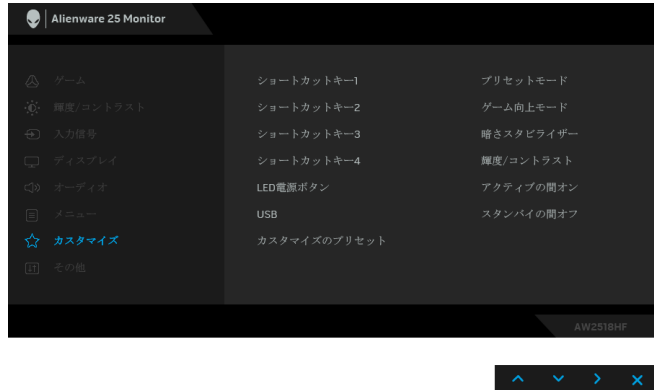 Alienware 25 Monitor
ゲーム
ショートカットキー1 プリセットモード
輝度/コントラスト
ショートカットキー2 ゲーム向上モード
入力信号
ショートカットキー3 暗さスタビライザー
ディスプレイ
ショートカットキー4 輝度/コントラスト
オーディオ
LED電源ボタン アクティブの間オン
メニュー
USB スタンバイの間オフ
カスタマイズ
カスタマイズのプリセット
その他
AW2518HF